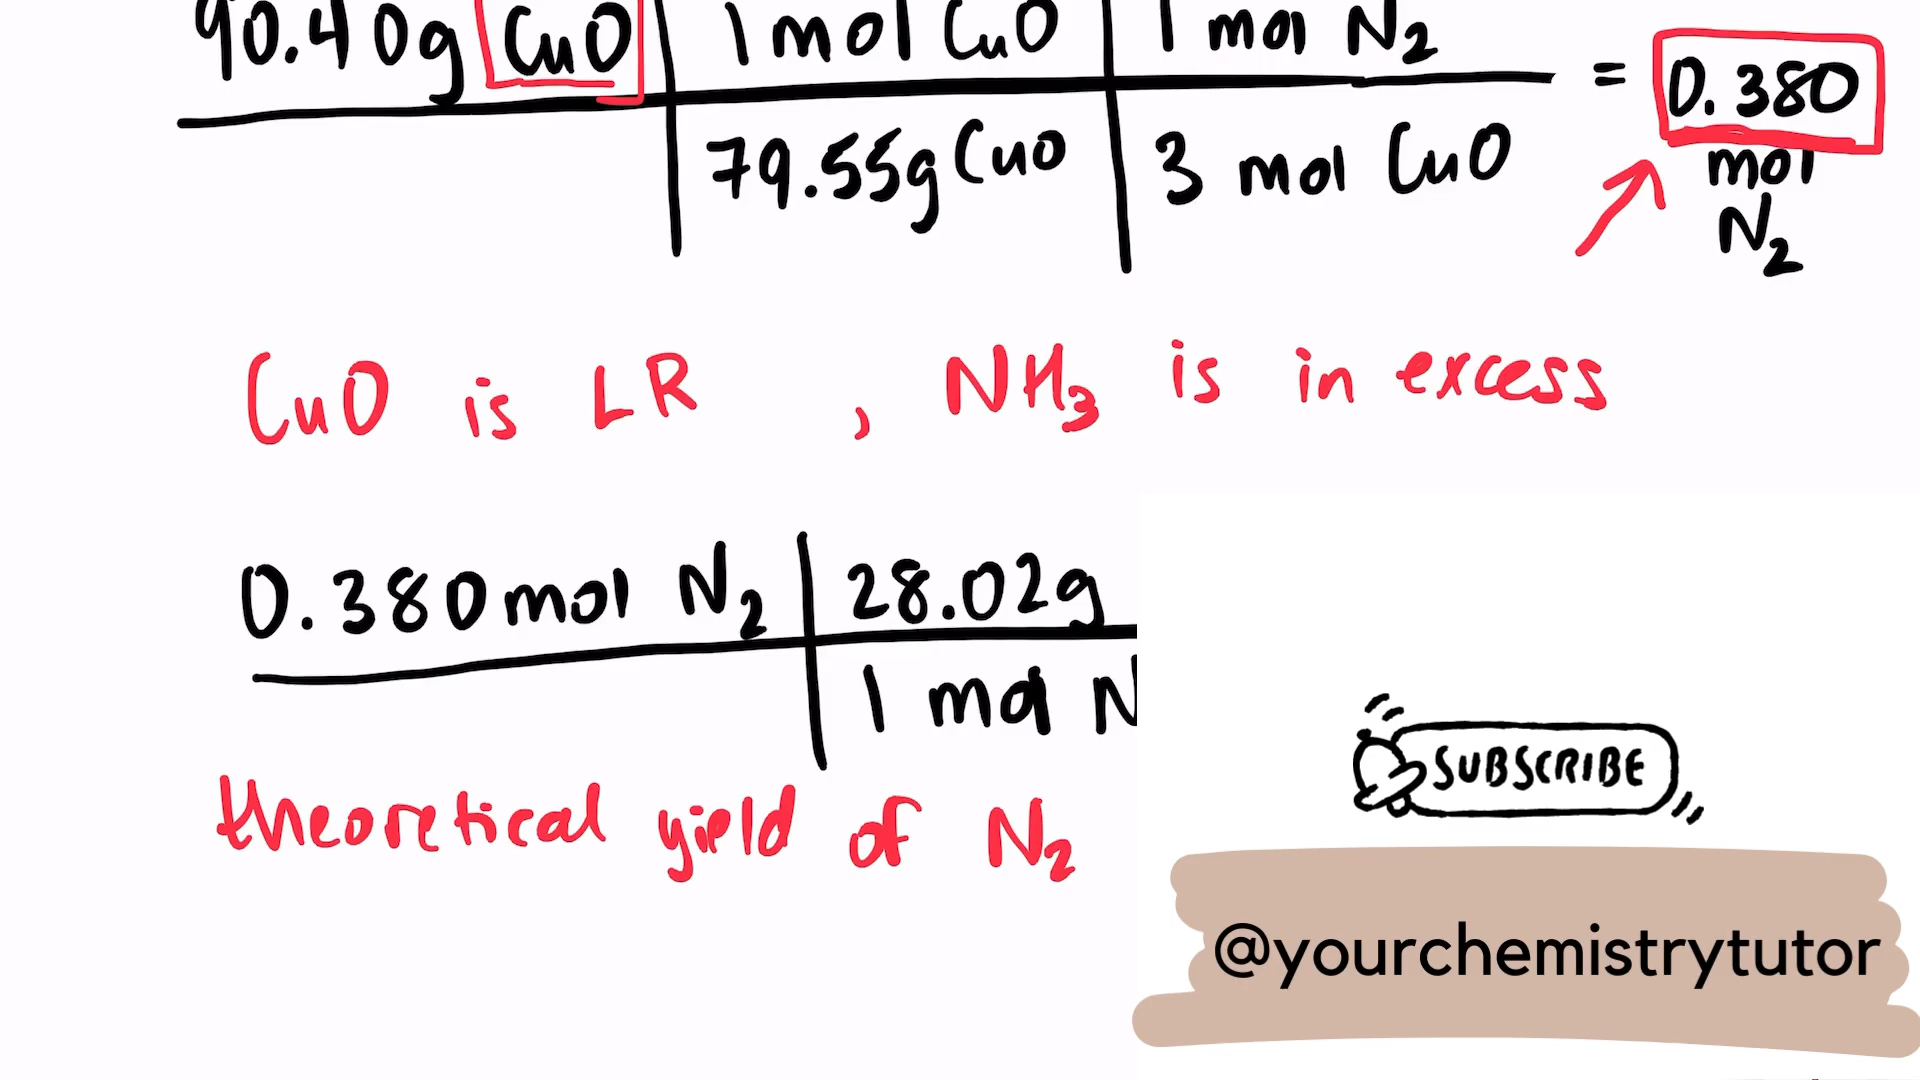 90.40g CuO 1 mol CuO 1 mol N2
= 0.380
79.55g CuO 3 mol CuO mol
N2
CuO is LR , NH3 is in excess
0.380 mol N2 28.02g
1 mol N
theoretical yield of N2
SUBSCRIBE
@yourchemistrytutor